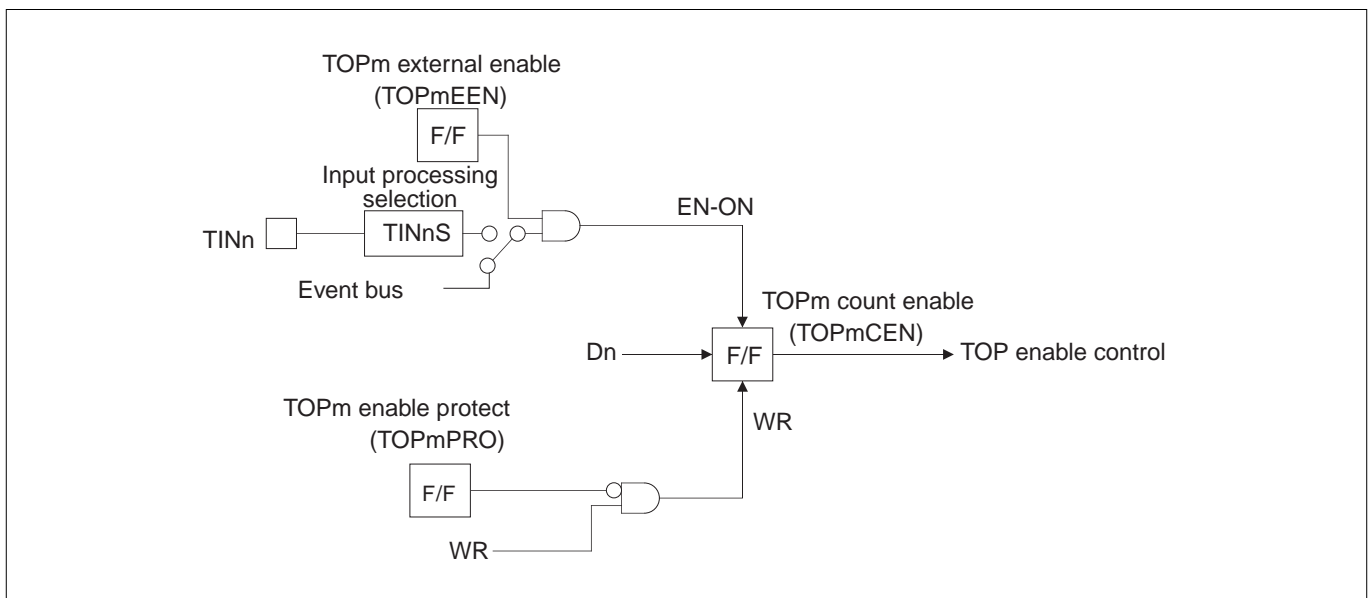 TOPm external enable
(TOPmEEN)
F/F
Input processing
selection
TINn
TINnS
EN-ON
Event bus
TOPm count enable
(TOPmCEN)
Dn
F/F
TOP enable control
TOPm enable protect
(TOPmPRO)
WR
F/F
WR